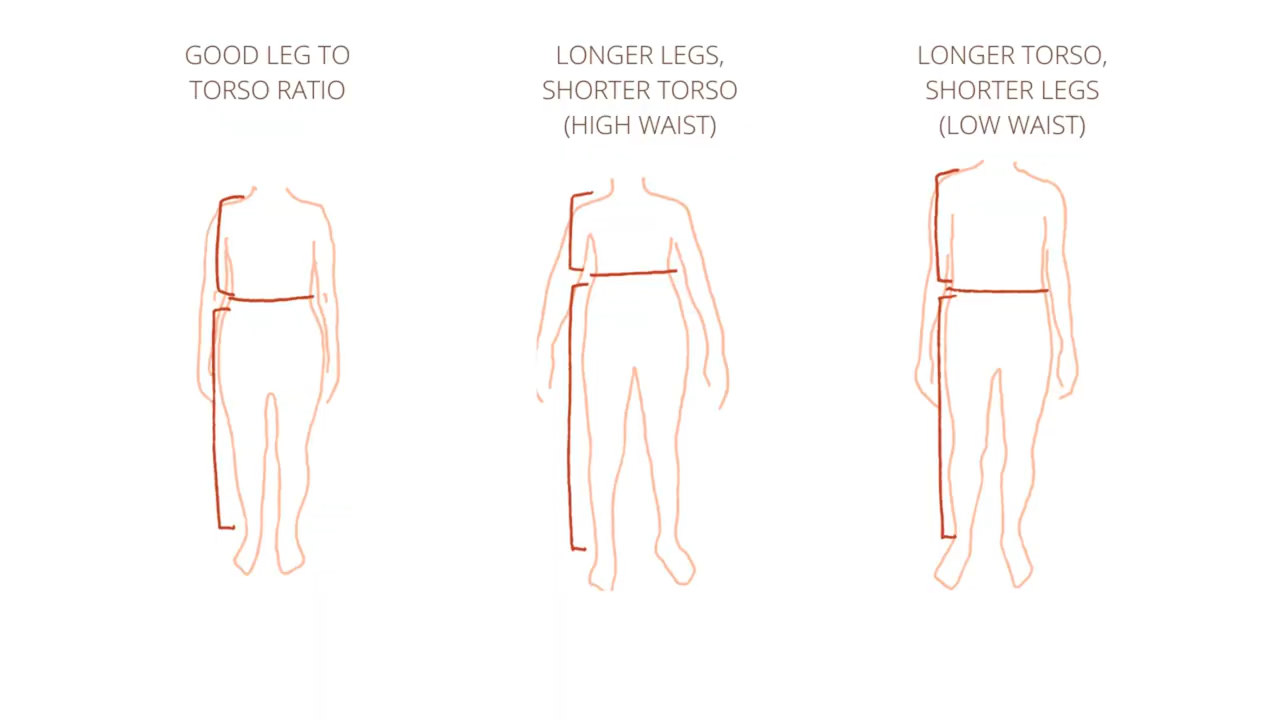 GOOD LEG TO
TORSO RATIO
LONGER LEGS,
SHORTER TORSO
(HIGH WAIST)
LONGER TORSO,
SHORTER LEGS
(LOW WAIST)